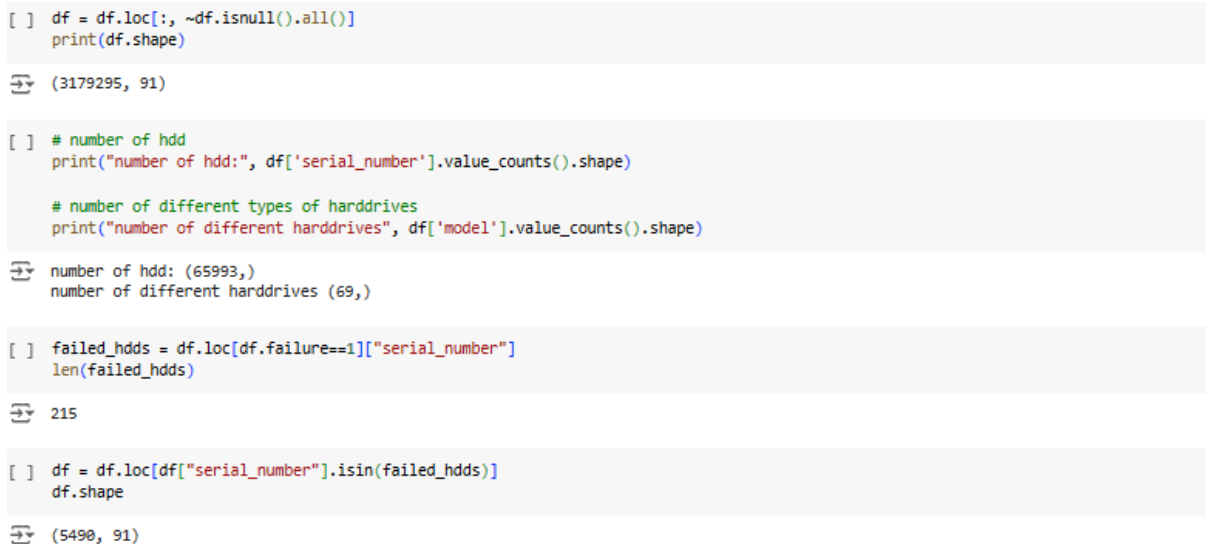 [ ] df = df.loc[:, ~df.isnull().all()]
print(df.shape)
(3179295, 91)
[ ] # number of hdd
print("number of hdd:", df['serial_number'].value_counts().shape)
# number of different types of harddrives
print("number of different harddrives", df['model'].value_counts().shape)
number of hdd: (65993,)
number of different harddrives (69,)
[ ] failed_hdds = df.loc[df.failure==1]["serial_number"]
len(failed_hdds)
215
[ ] df = df.loc[df["serial_number"].isin(failed_hdds)]
df.shape
(5490, 91)